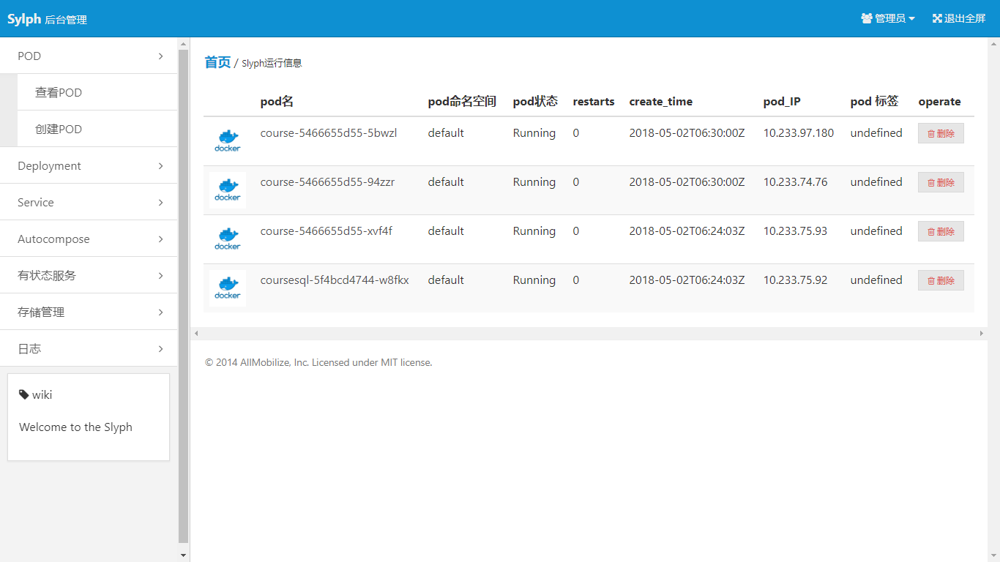 Sylph 后台管理
管理员
退出全屏
POD
查看POD
创建POD
Deployment
Service
Autocompose
有状态服务
存储管理
日志
wiki
Welcome to the Slyph
首页 / Slyph运行信息
pod名 pod命名空间 pod状态 restarts create_time pod_IP pod 标签 operate
docker course-5466655d55-5bwzl default Running 0 2018-05-02T06:30:00Z 10.233.97.180 undefined 删除
docker course-5466655d55-94zzr default Running 0 2018-05-02T06:30:00Z 10.233.74.76 undefined 删除
docker course-5466655d55-xvf4f default Running 0 2018-05-02T06:24:03Z 10.233.75.93 undefined 删除
docker coursesql-5f4bcd4744-w8fkx default Running 0 2018-05-02T06:24:03Z 10.233.75.92 undefined 删除
© 2014 AllMobilize, Inc. Licensed under MIT license.